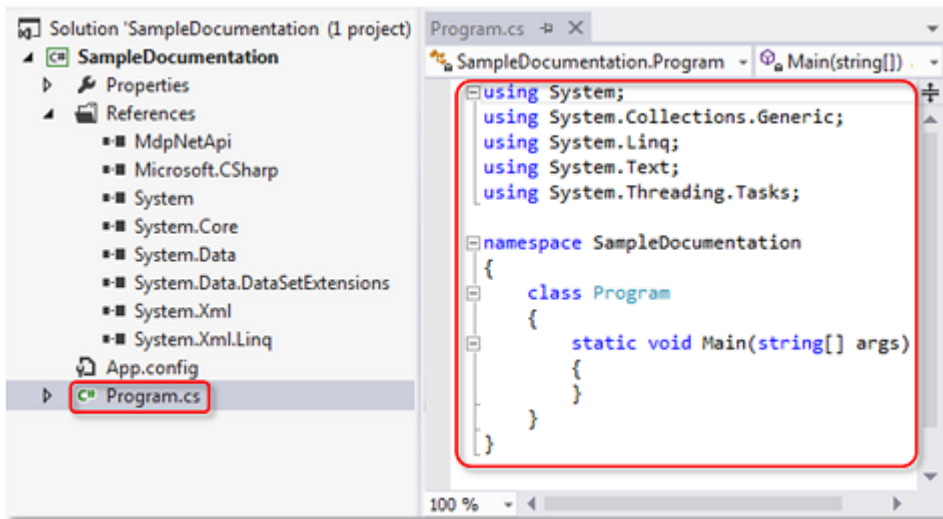 Solution 'SampleDocumentation (1 project)
SampleDocumentation
Properties
References
MdpNetApi
Microsoft.CSharp
System
System.Core
System.Data
System.Data.DataSetExtensions
System.Xml
System.Xml.Linq
App.config
C# Program.cs
Program.cs
SampleDocumentation.Program
Main(string[])
using System;
using System.Collections.Generic;
using System.Linq;
using System.Text;
using System.Threading.Tasks;
namespace SampleDocumentation
{
class Program
{
static void Main(string[] args)
{
}
}
}
100 %